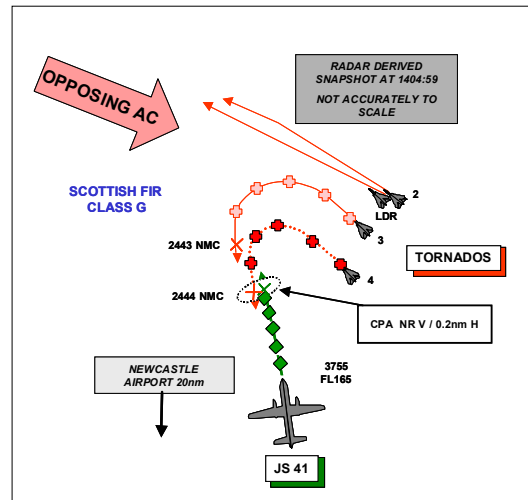 OPPOSING AC
RADAR DERIVED
SNAPSHOT AT 1404:59
NOT ACCURATELY TO
SCALE
SCOTTISH FIR
CLASS G
2
LDR
3
2443 NMC
TORNADOS
4
2444 NMC
CPA NR V / 0.2nm H
3755
FL165
NEWCASTLE
AIRPORT 20nm
JS 41